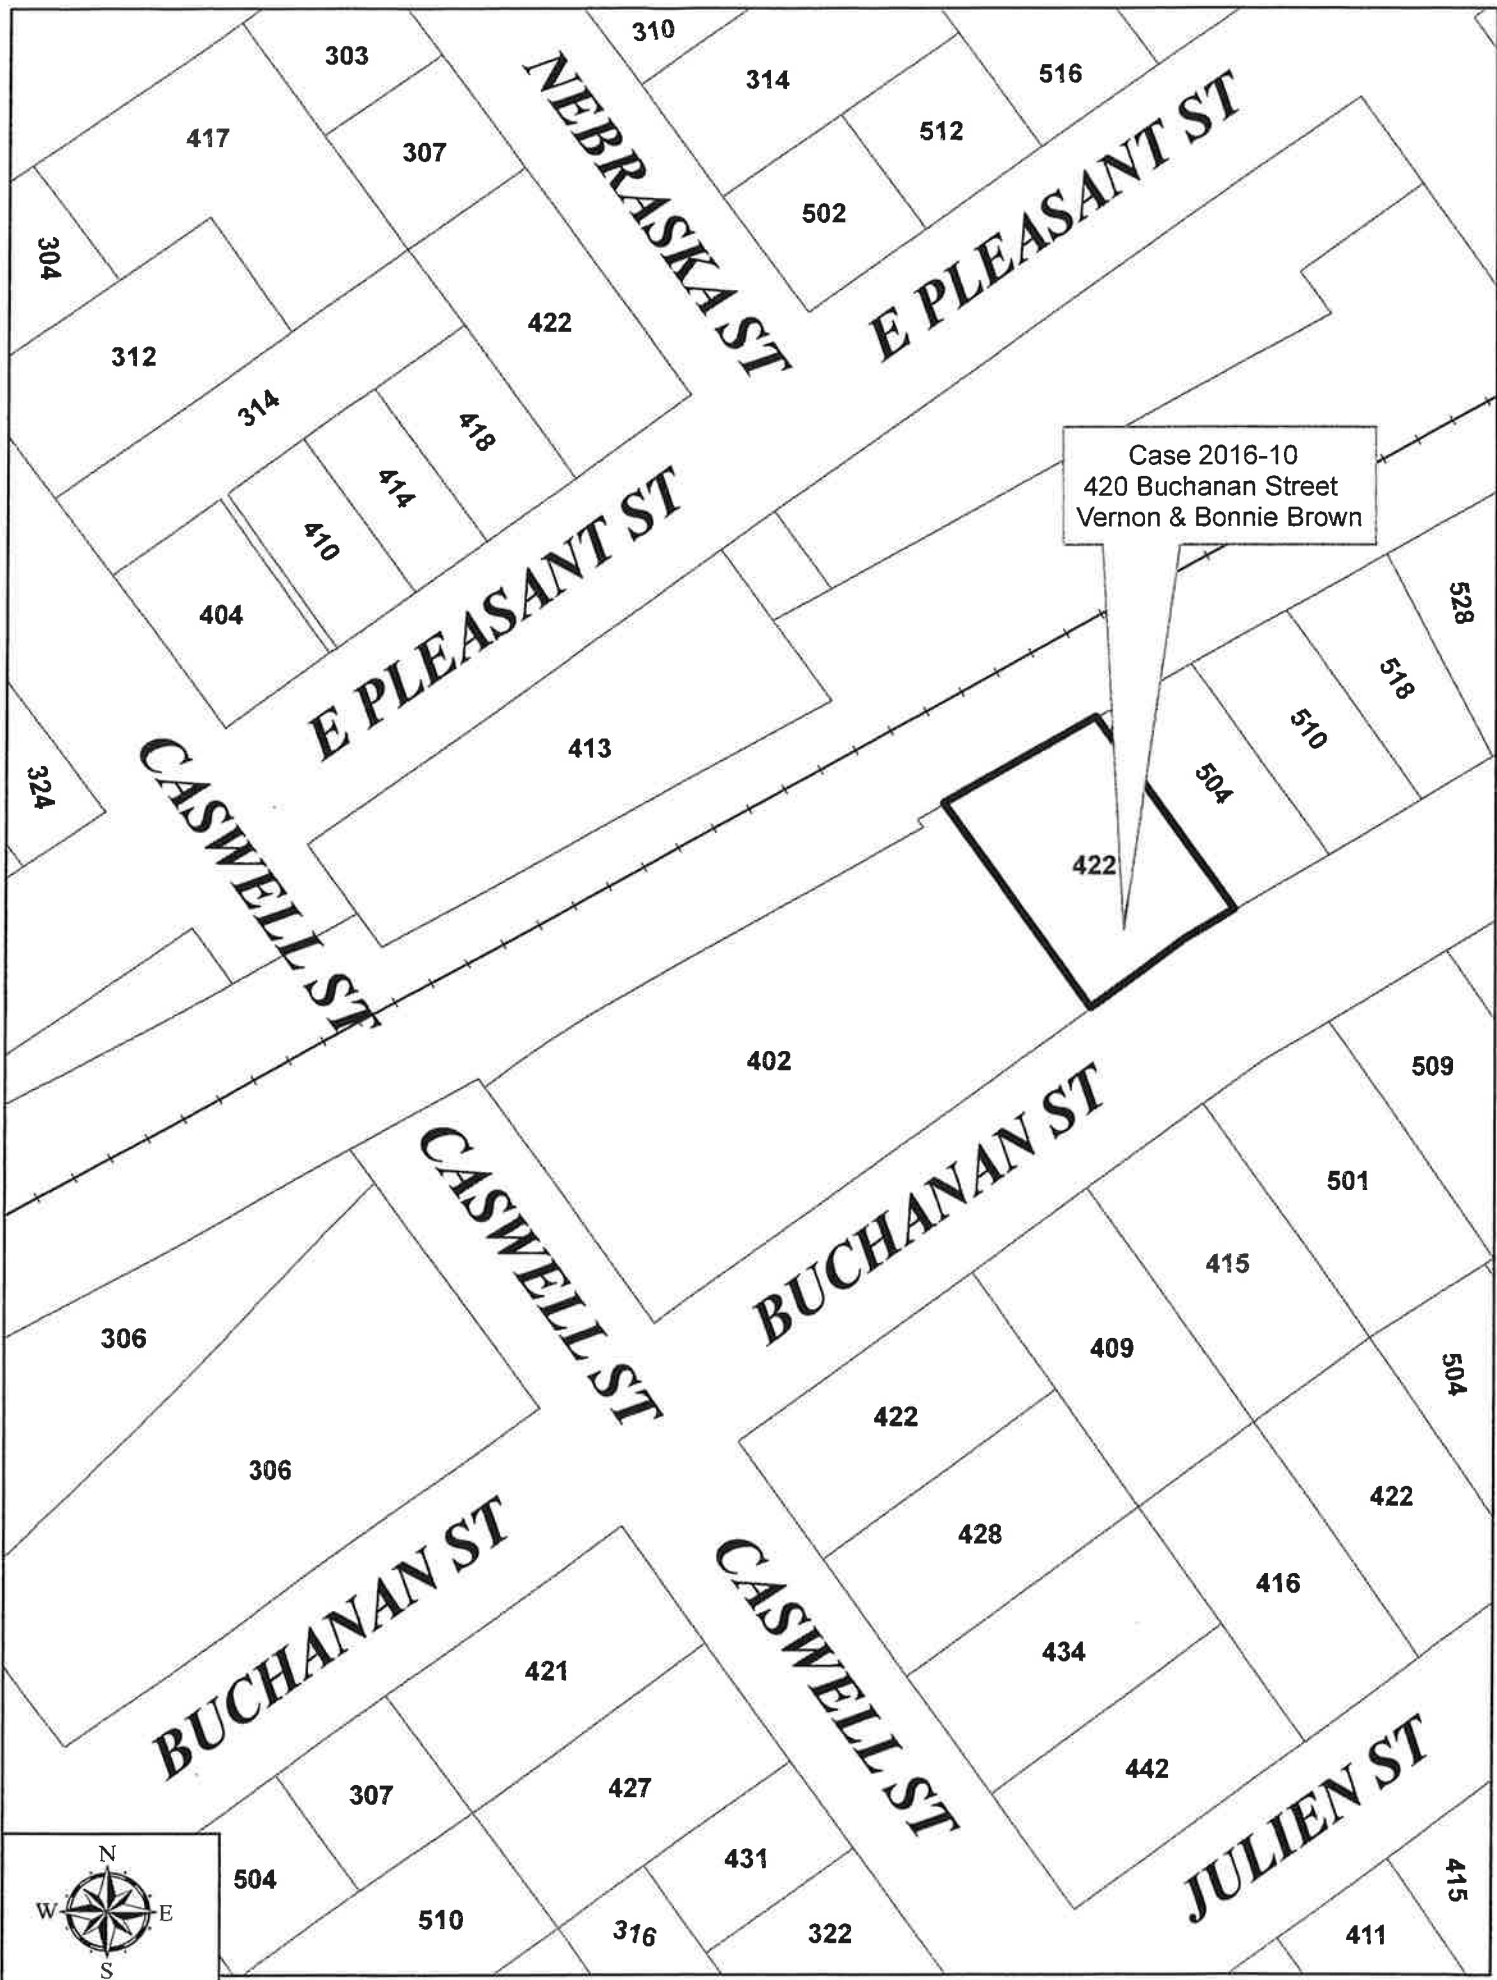 310
303
314
516
NEBRASKA ST
417
512
307
E PLEASANT ST
502
304
422
312
314
418
Case 2016-10
420 Buchanan Street
Vernon & Bonnie Brown
414
410
E PLEASANT ST
528
404
518
510
413
504
324
CASWELL ST
422
402
509
BUCHANAN ST
501
CASWELL ST
415
306
409
504
422
306
422
428
416
BUCHANAN ST
CASWELL ST
434
421
442
427
307
JULIEN ST
431
504
415
510
316
322
411
N
W
E
S